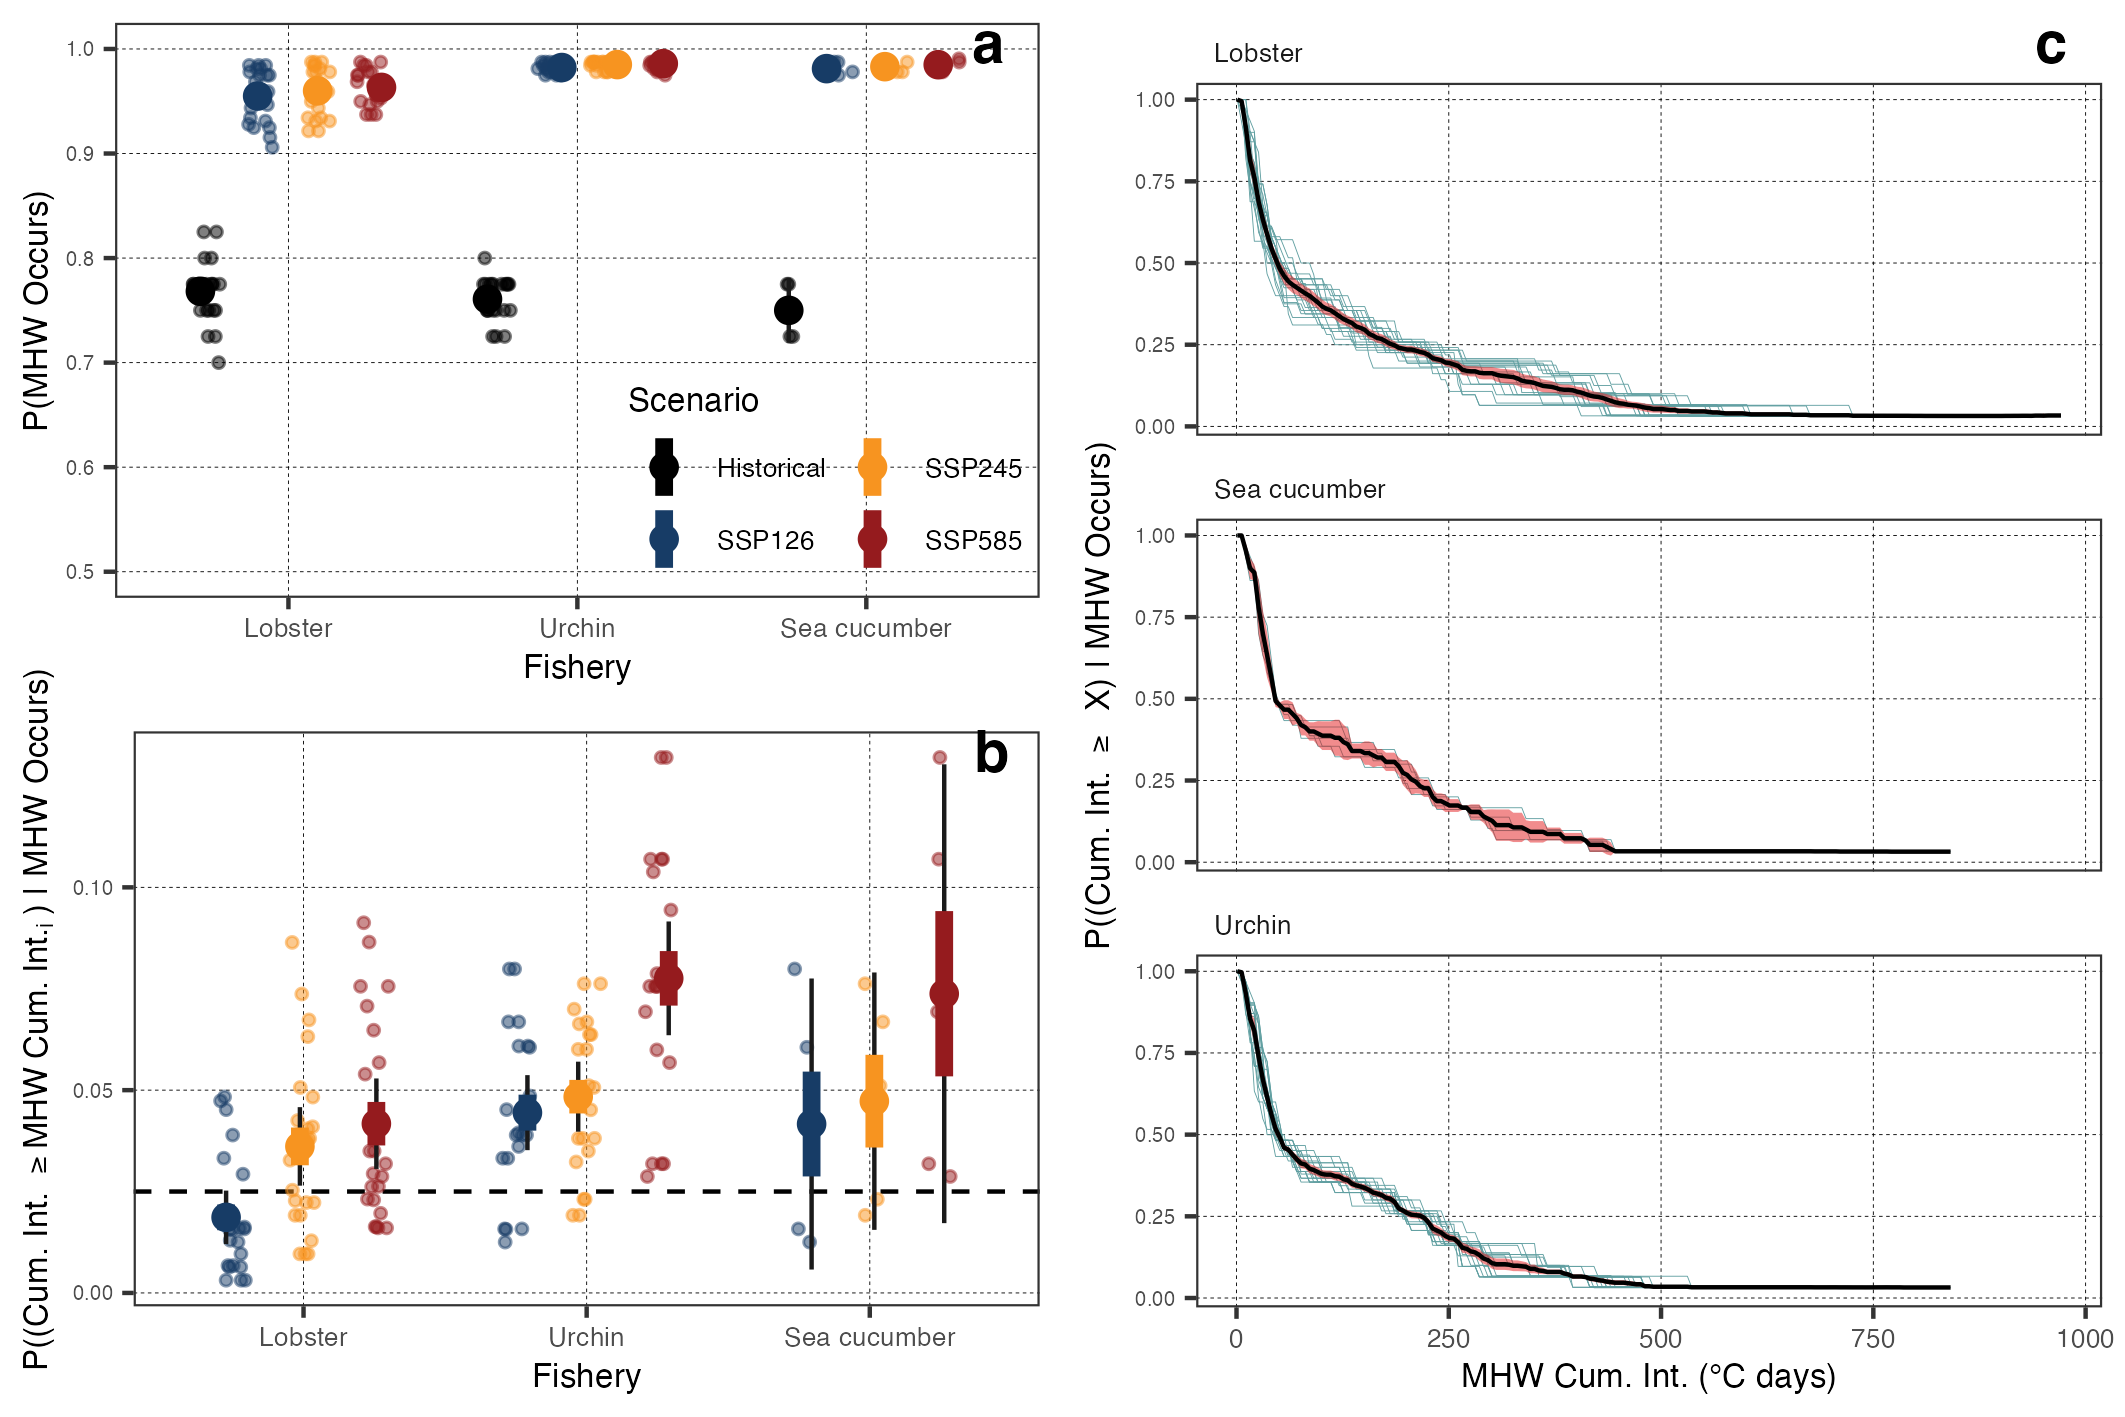 a
1.0
0.9
0.8
0.7
0.6
0.5
P(MHW Occurs)
Scenario
Historical
SSP245
SSP126
SSP585
Lobster
Urchin
Sea cucumber
Fishery
b
0.10
0.05
0.00
P((Cum. Int. ≥ MHW Cum. Int.i) | MHW Occurs)
Lobster
Urchin
Sea cucumber
Fishery
c
Lobster
1.00
0.75
0.50
0.25
0.00
Sea cucumber
1.00
0.75
0.50
0.25
0.00
Urchin
1.00
0.75
0.50
0.25
0.00
P((Cum. Int. ≥ X) | MHW Occurs)
0
250
500
750
1000
MHW Cum. Int. (°C days)